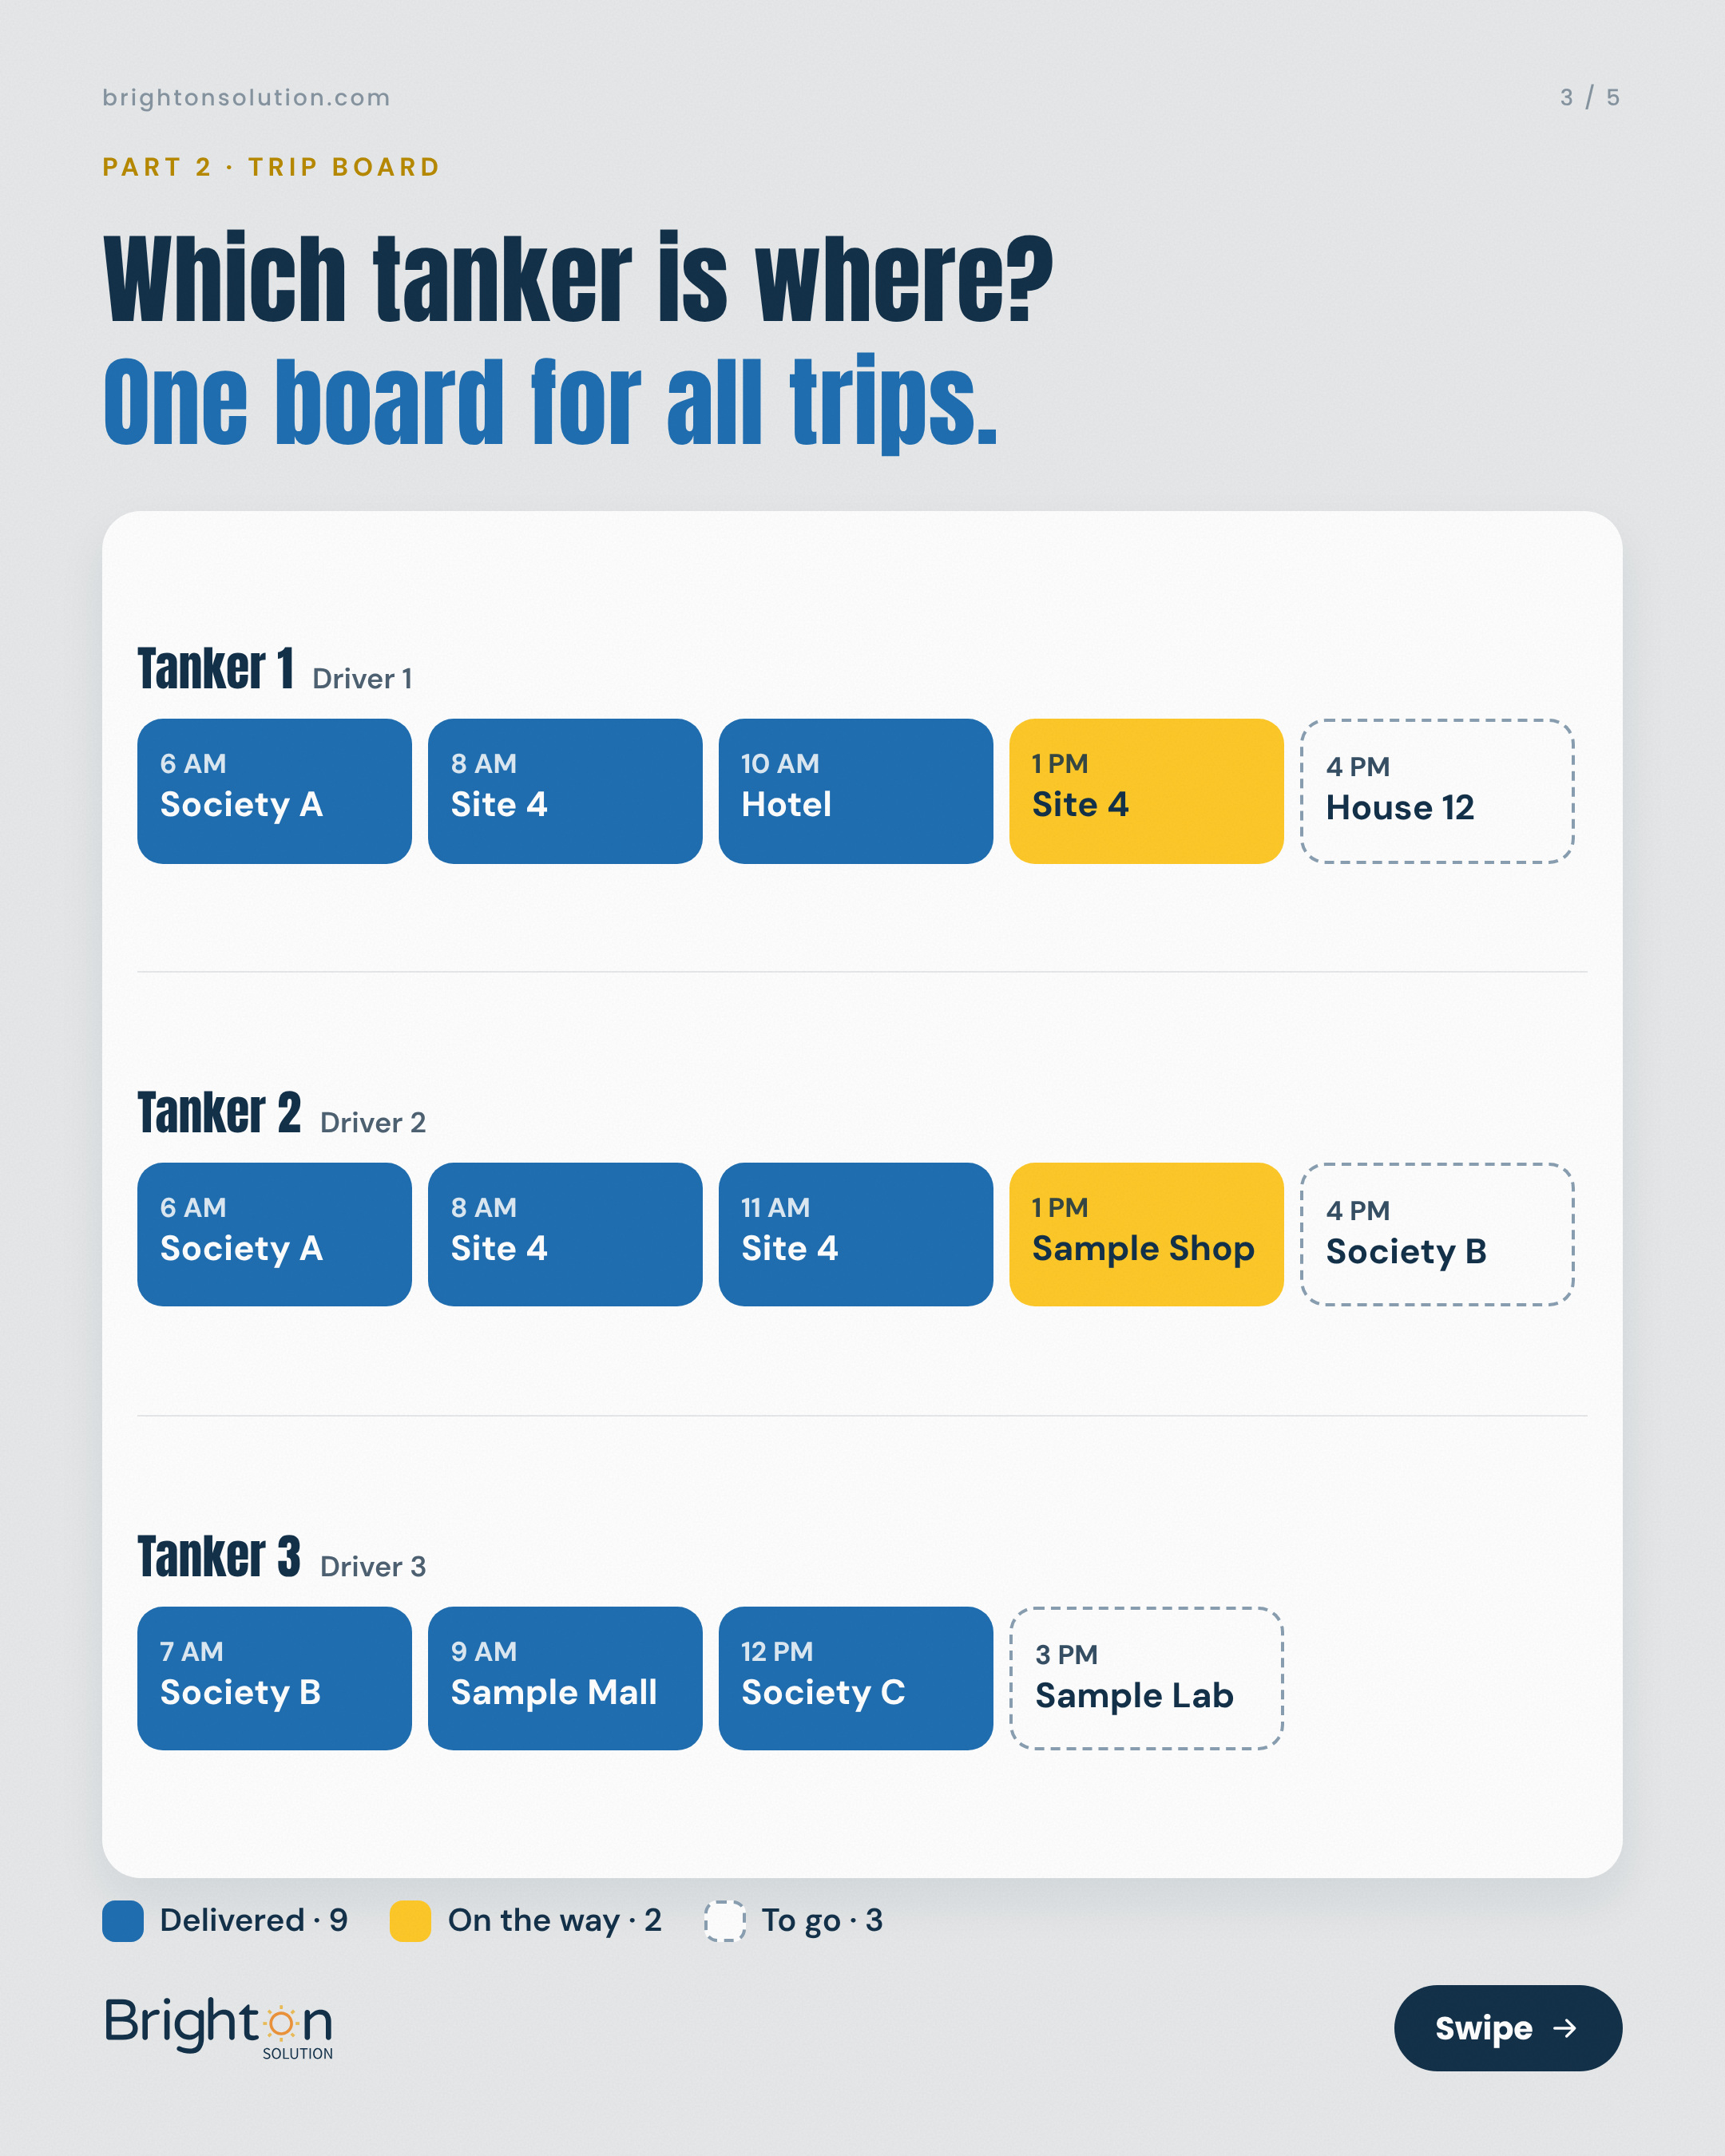 brightonsolution.com
3 / 5
PART 2 · TRIP BOARD
Which tanker is where?
One board for all trips.
Tanker 1 Driver 1
6 AM
Society A
8 AM
Site 4
10 AM
Hotel
1 PM
Site 4
4 PM
House 12
Tanker 2 Driver 2
6 AM
Society A
8 AM
Site 4
11 AM
Site 4
1 PM
Sample Shop
4 PM
Society B
Tanker 3 Driver 3
7 AM
Society B
9 AM
Sample Mall
12 PM
Society C
3 PM
Sample Lab
Delivered · 9
On the way · 2
To go · 3
Brighton
SOLUTION
Swipe →